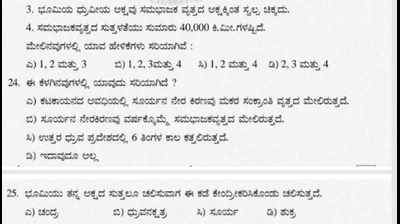 3. ಭೂಮಿಯ ಧ್ರುವೀಯ ಅಕ್ಷವು ಸಮಭಾಜಕ ವೃತ್ತದ ಅಕ್ಷಕ್ಕಿಂತ ಸ್ವಲ್ಪ ಚಿಕ್ಕದು.
4. ಸಮಭಾಜಕವೃತ್ತದ ಸುತ್ತಳತೆಯು ಸುಮಾರು 40,000 ಕಿ.ಮೀ.ಗಳಷ್ಟಿದೆ.
ಮೇಲಿನವುಗಳಲ್ಲಿ ಯಾವ ಹೇಳಿಕೆಗಳು ಸರಿಯಾಗಿವೆ :
ಎ) 1, 2 ಮತ್ತು 3 ಬಿ) 1, 2, 3ಮತ್ತು 4 ಸಿ) 1, 2 ಮತ್ತು 4 ಡಿ) 2, 3 ಮತ್ತು 4
24. ಈ ಕೆಳಗಿನವುಗಳಲ್ಲಿ ಯಾವುದು ಸರಿಯಾಗಿದೆ ?
ಎ) ಕಟಕಾಯನದ ಅವಧಿಯಲ್ಲಿ ಸೂರ್ಯನ ನೇರ ಕಿರಣವು ಮಕರ ಸಂಕ್ರಾಂತಿ ವೃತ್ತದ ಮೇಲಿರುತ್ತದೆ.
ಬಿ) ಸೂರ್ಯನ ನೇರಕಿರಣವು ವರ್ಷಕ್ಕೊಮ್ಮೆ ಸಮಭಾಜಕವೃತ್ತದ ಮೇಲಿರುತ್ತದೆ.
ಸಿ) ಉತ್ತರ ಧ್ರುವ ಪ್ರದೇಶದಲ್ಲಿ 6 ತಿಂಗಳ ಕಾಲ ಕತ್ತಲಿರುತ್ತದೆ.
ಡಿ) ಇದಾವುದೂ ಅಲ್ಲ
25. ಭೂಮಿಯು ತನ್ನ ಅಕ್ಷದ ಸುತ್ತಲೂ ಚಲಿಸುವಾಗ ಈ ಕಡೆ ಕೇಂದ್ರೀಕರಿಸಿಕೊಂಡು ಚಲಿಸುತ್ತದೆ.
ಎ) ಚಂದ್ರ ಬಿ) ಧ್ರುವನಕ್ಷತ್ರ ಸಿ) ಸೂರ್ಯ ಡಿ) ಶುಕ್ರ